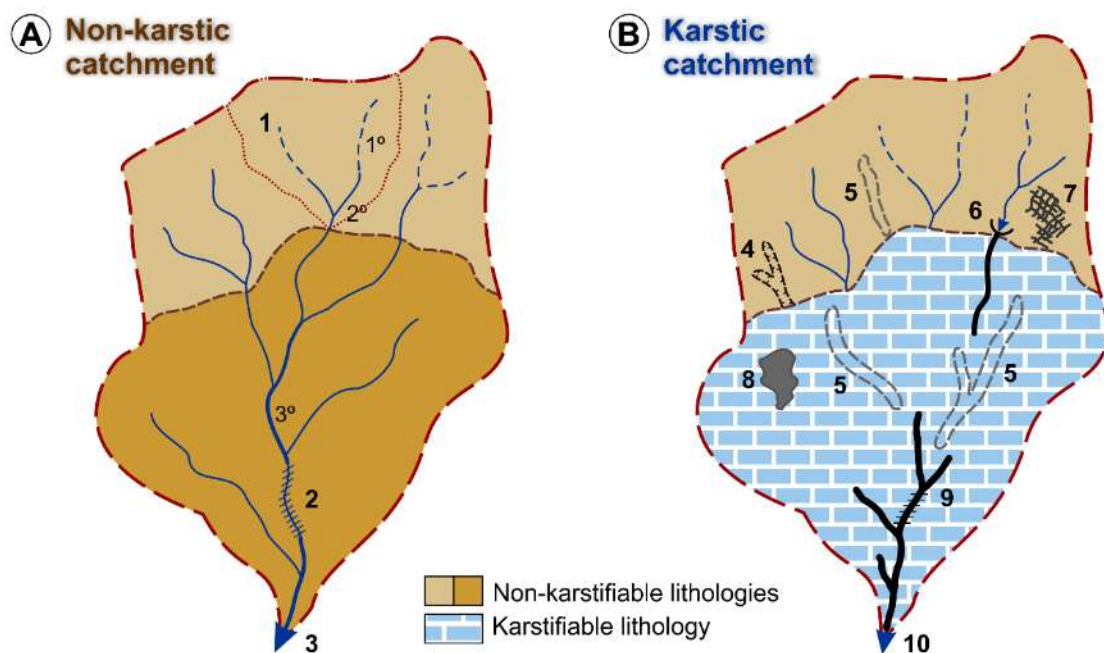 A
Non-karstic
catchment
1
1º
2º
3º
2
3
B
Karstic
catchment
5
6
7
4
8
5
5
9
10
Non-karstifiable lithologies
Karstifiable lithology